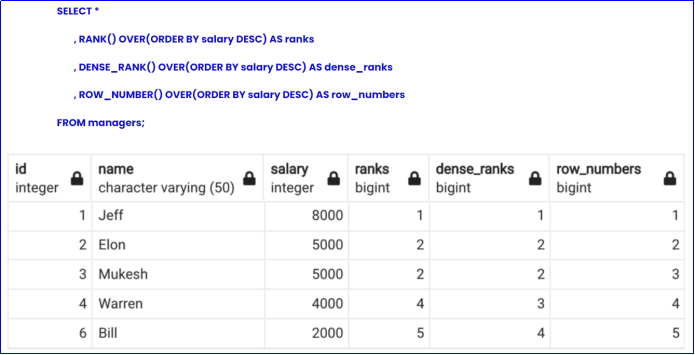 SELECT *
, RANK() OVER(ORDER BY salary DESC) AS ranks
, DENSE_RANK() OVER(ORDER BY salary DESC) AS dense_ranks
, ROW_NUMBER() OVER(ORDER BY salary DESC) AS row_numbers
FROM managers;
id name salary ranks dense_ranks row_numbers
integer character varying (50) integer bigint bigint bigint
1 Jeff 8000 1 1 1
2 Elon 5000 2 2 2
3 Mukesh 5000 2 2 3
4 Warren 4000 4 3 4
6 Bill 2000 5 4 5